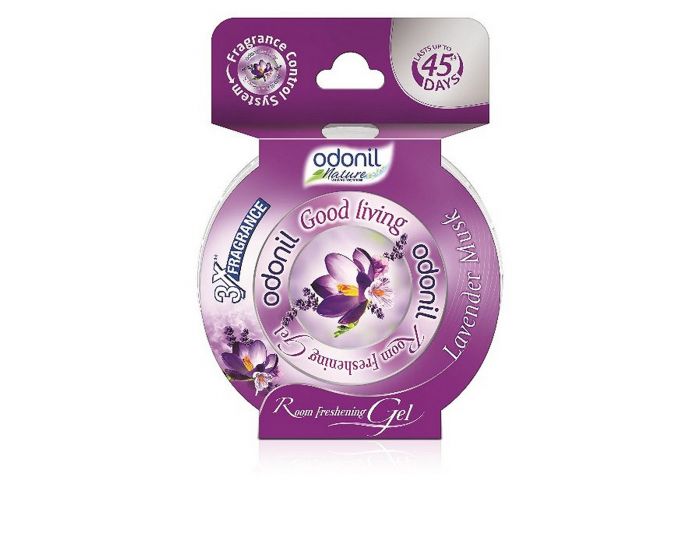 Fragrance Control System
LASTS UP TO
45
DAYS
odonil
Nature
3X** FRAGRANCE
Good living
odonil
odonil
Room Freshening Gel
Lavender Musk
Room Freshening Gel